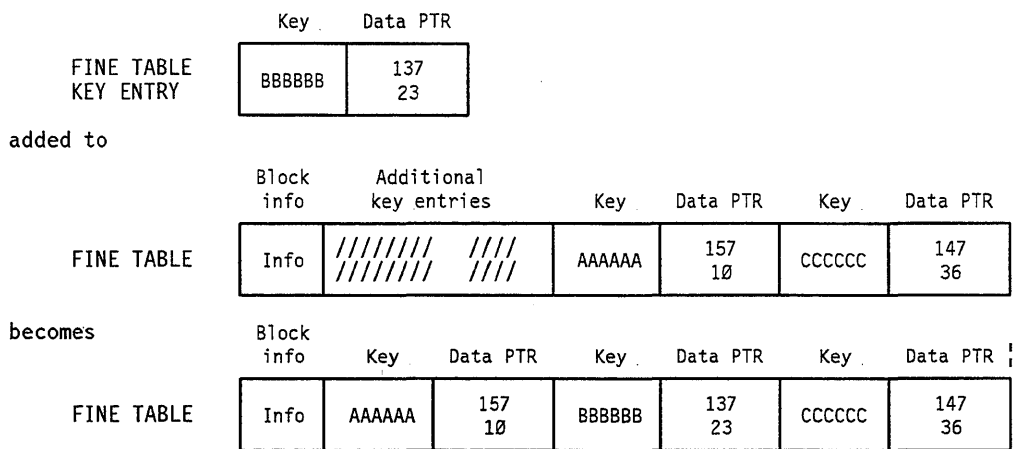 Key Data PTR
FINE TABLE
KEY ENTRY
BBBBBB
137
23
added to
Block
info
Additional
key entries
Key Data PTR Key Data PTR
FINE TABLE
Info
//////// ////
//////// ////
AAAAAA
157
1Ø
CCCCCC
147
36
becomes
Block
info
Key Data PTR Key Data PTR Key Data PTR
FINE TABLE
Info
AAAAAA
157
1Ø
BBBBBB
137
23
CCCCCC
147
36